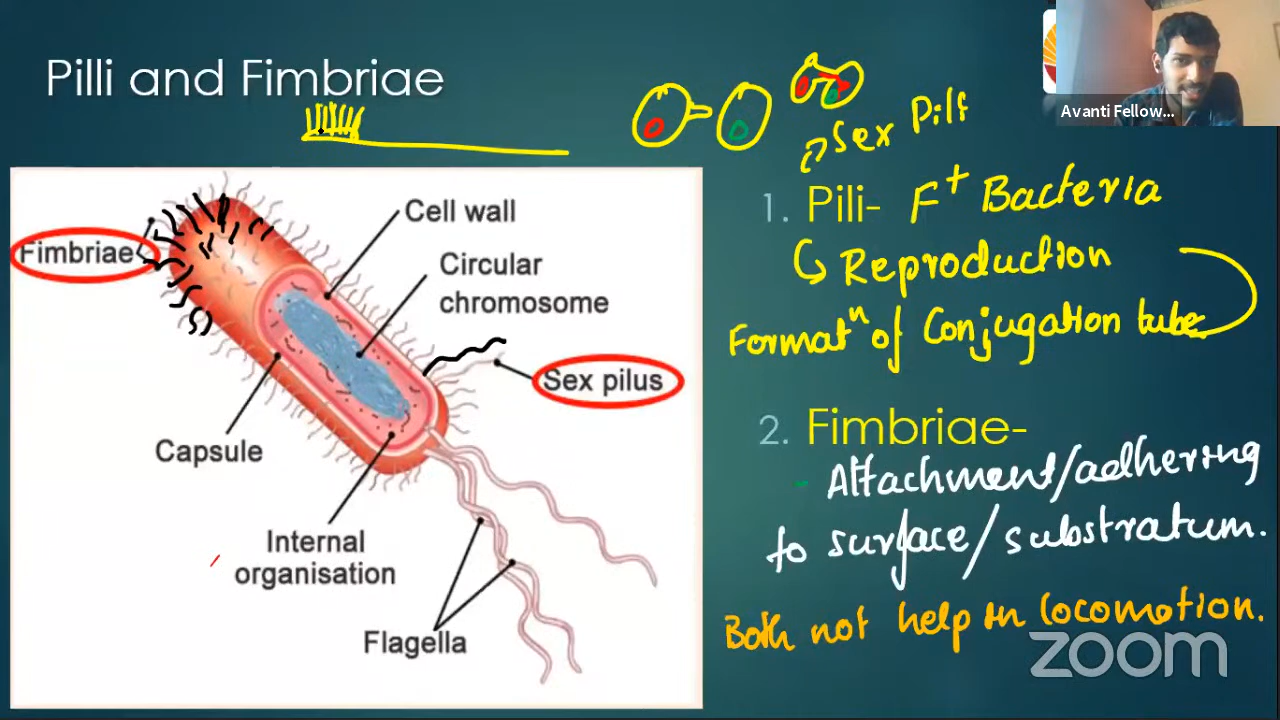 Pilli and Fimbriae
Avanti Fellow...
Sex Pili
1. Pili- F+ Bacteria
Reproduction
Formatn of Conjugation tube
2. Fimbriae-
- Attachment/adhering
to surface/substratum.
Both not help in locomotion.
zoom
Cell wall
Fimbriae
Circular
chromosome
Sex pilus
Capsule
Internal
organisation
Flagella